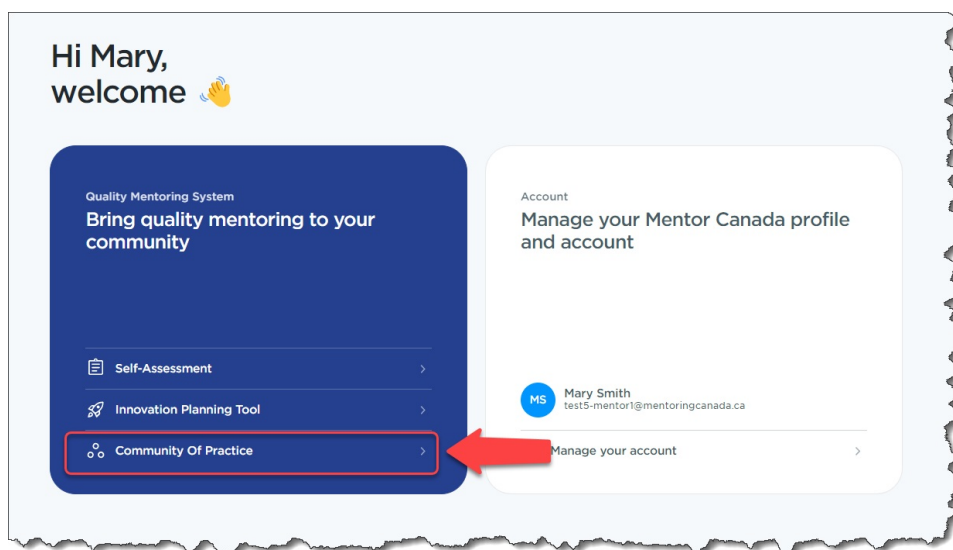 Hi Mary,
welcome 👋
Quality Mentoring System
Bring quality mentoring to your
community
Self-Assessment
Innovation Planning Tool
Community Of Practice
Account
Manage your Mentor Canada profile
and account
MS
Mary Smith
test5-mentor1@mentoringcanada.ca
Manage your account